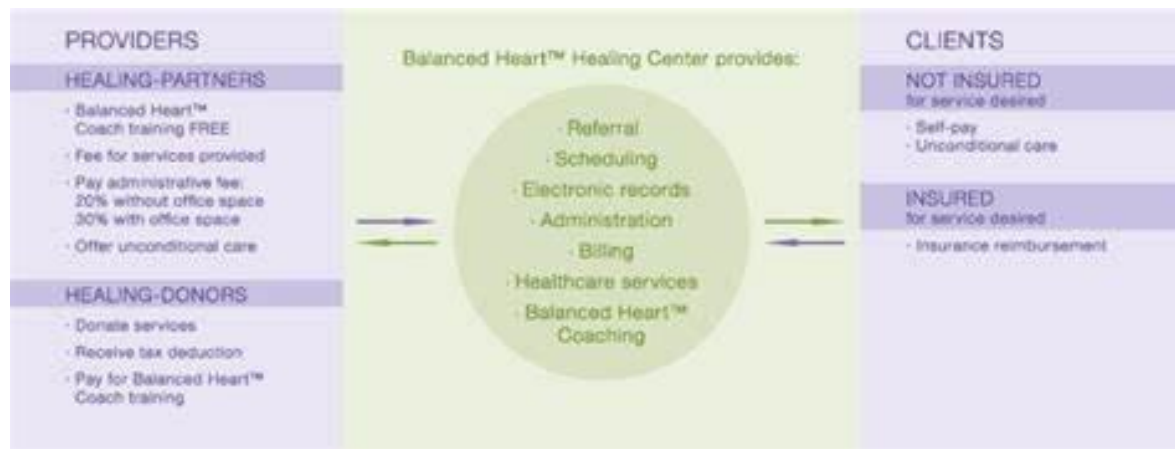 PROVIDERS
HEALING-PARTNERS
· Balanced Heart™
Coach training FREE
· Fee for services provided
· Pay administrative fee:
20% without office space
30% with office space
· Offer unconditional care
HEALING-DONORS
· Donate services
· Receive tax deduction
· Pay for Balanced Heart™
Coach training
Balanced Heart™ Healing Center provides:
· Referral
· Scheduling
· Electronic records
· Administration
· Billing
· Healthcare services
· Balanced Heart™
Coaching
CLIENTS
NOT INSURED
for service desired
· Self-pay
· Unconditional care
INSURED
for service desired
· Insurance reimbursement